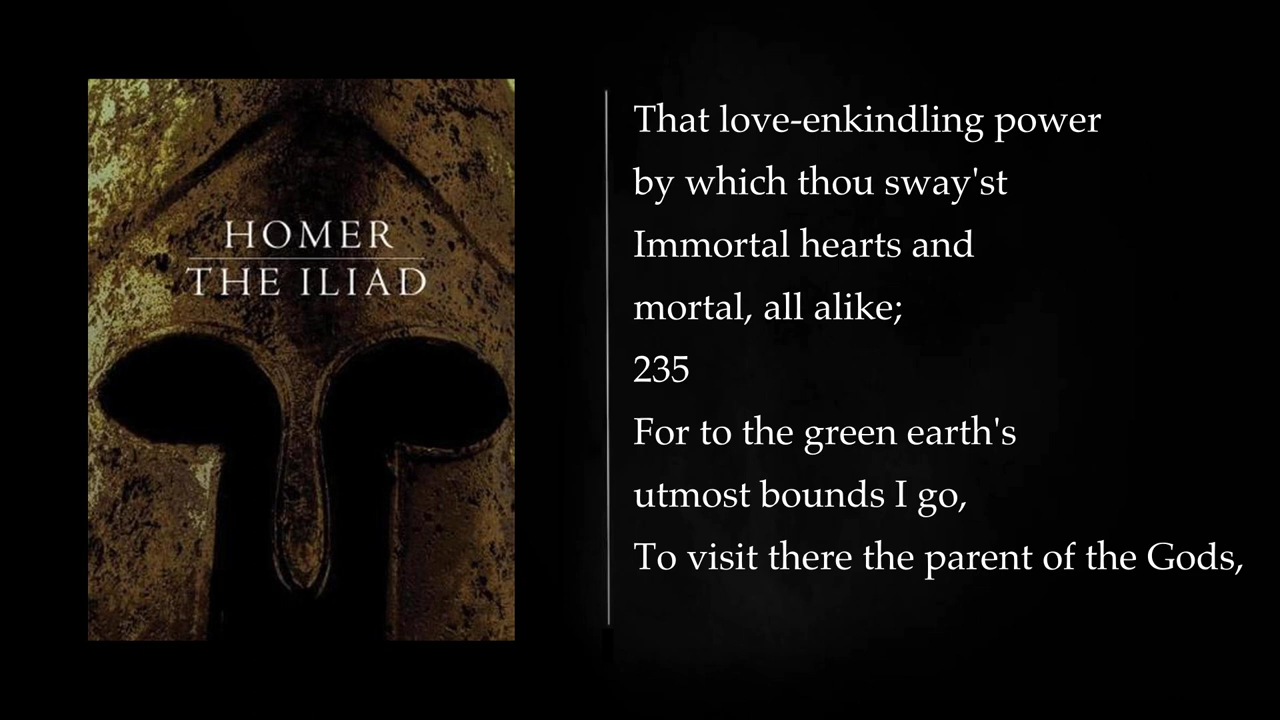 HOMER
THE ILIAD
That love-enkindling power
by which thou sway'st
Immortal hearts and
mortal, all alike;
235
For to the green earth's
utmost bounds I go,
To visit there the parent of the Gods,